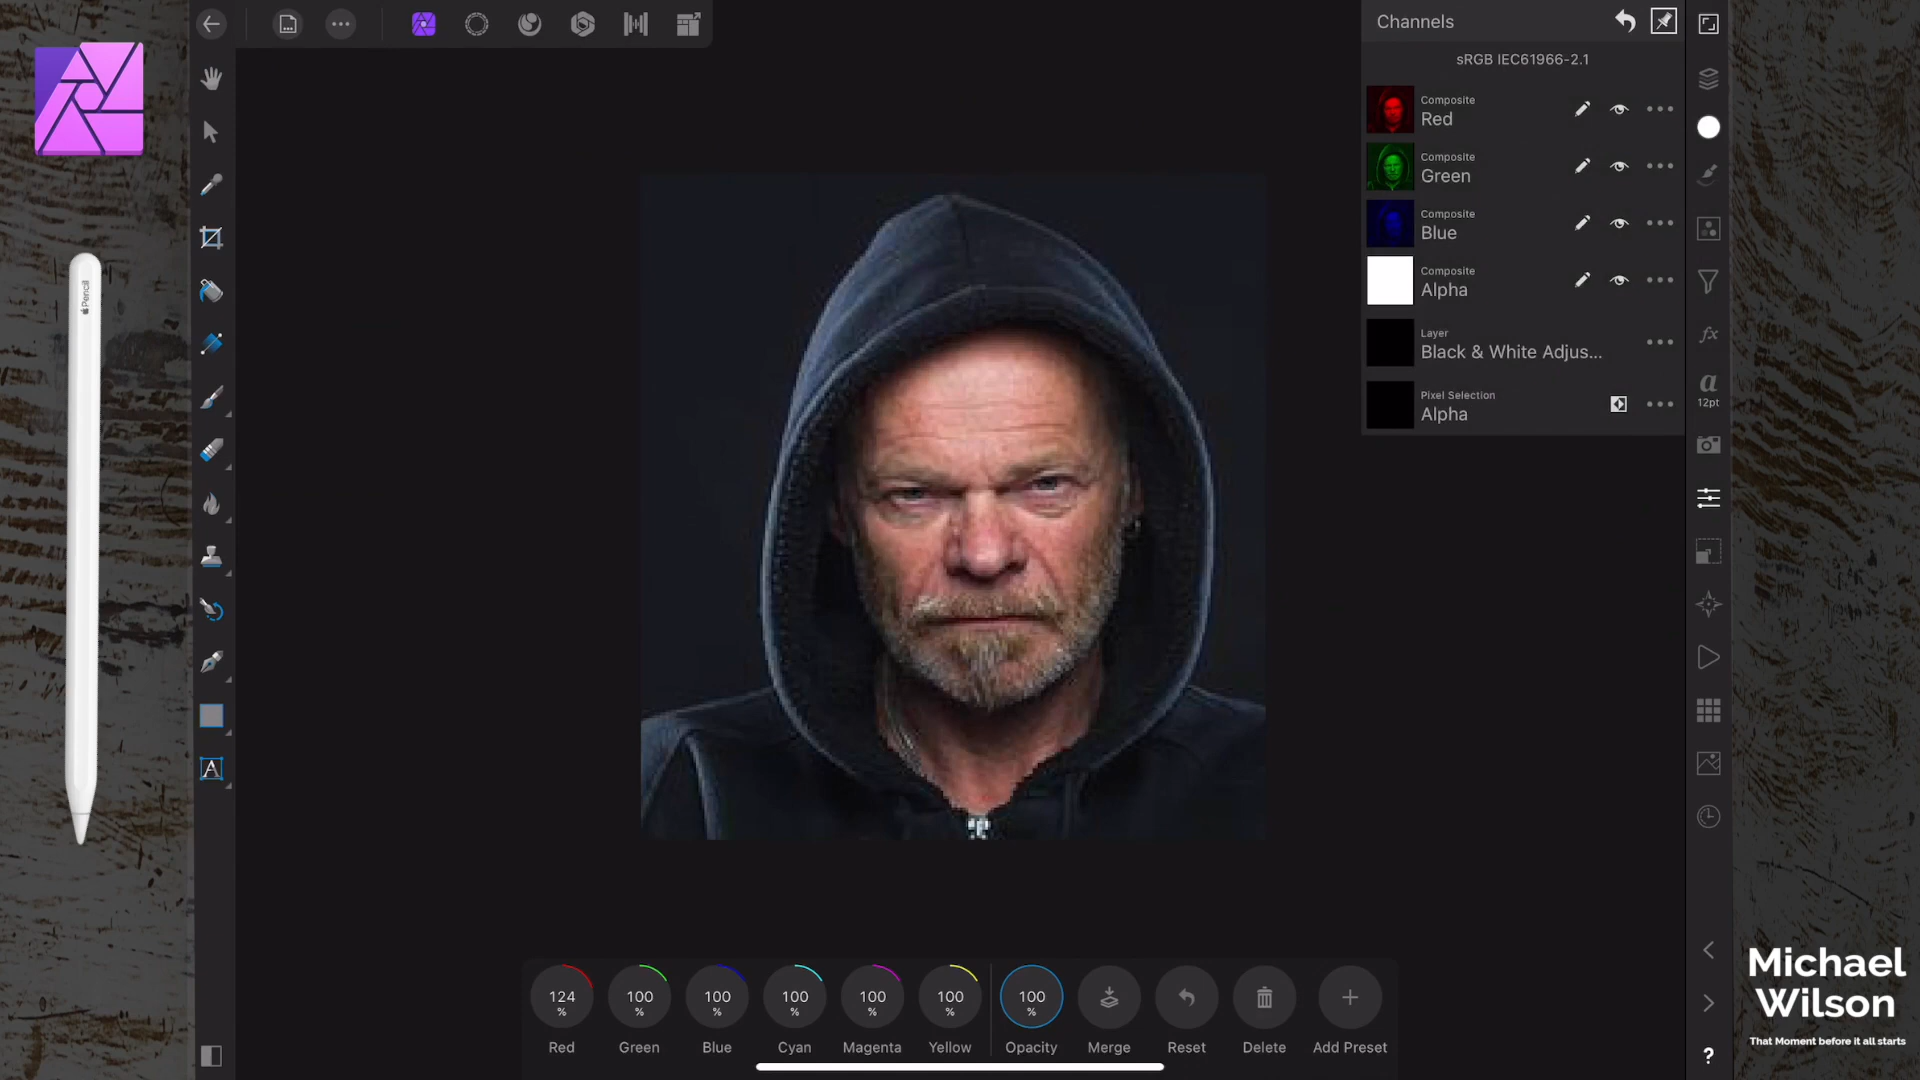 Channels
sRGB IEC61966-2.1
Composite
Red
Composite
Green
Composite
Blue
Composite
Alpha
Layer
Black & White Adjus...
Pixel Selection
Alpha
a
12pt
fx
Pencil
A
124
%
100
%
100
%
100
%
100
%
100
%
100
%
Red
Green
Blue
Cyan
Magenta
Yellow
Opacity
Merge
Reset
Delete
Add Preset
?
Michael
Wilson
That Moment before it all starts